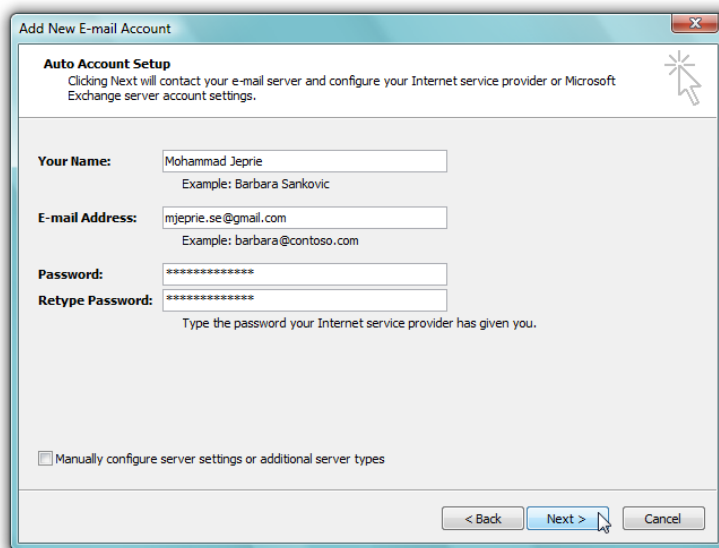 Add New E-mail Account
Auto Account Setup
Clicking Next will contact your e-mail server and configure your Internet service provider or Microsoft
Exchange server account settings.
Your Name: Mohammad Jeprie
Example: Barbara Sankovic
E-mail Address: mjeprie.se@gmail.com
Example: barbara@contoso.com
Password: *************
Retype Password: *************
Type the password your Internet service provider has given you.
Manually configure server settings or additional server types
< Back Next > Cancel